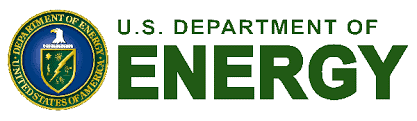 DEPARTMENT OF ENERGY
UNITED STATES OF AMERICA
U.S. DEPARTMENT OF
ENERGY